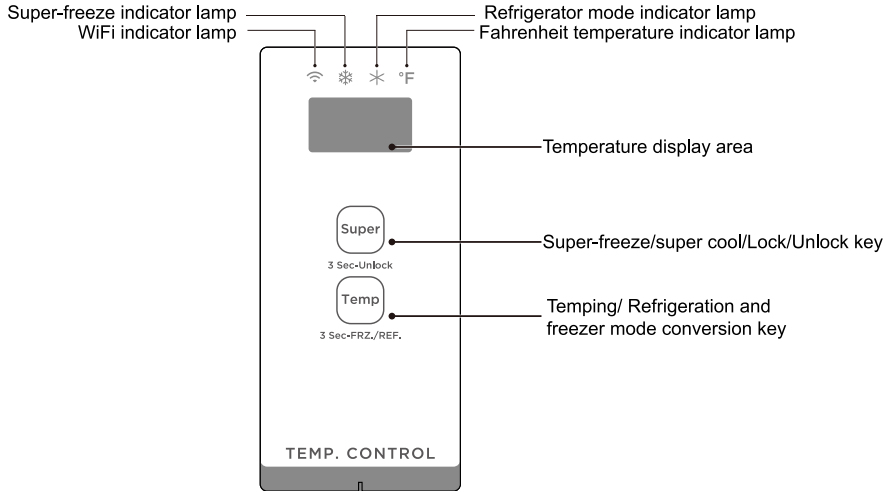 Super-freeze indicator lamp
WiFi indicator lamp
Refrigerator mode indicator lamp
Fahrenheit temperature indicator lamp
°F
Temperature display area
Super
3 Sec-Unlock
Super-freeze/super cool/Lock/Unlock key
Temp
3 Sec-FRZ./REF.
Temping/ Refrigeration and
freezer mode conversion key
TEMP. CONTROL